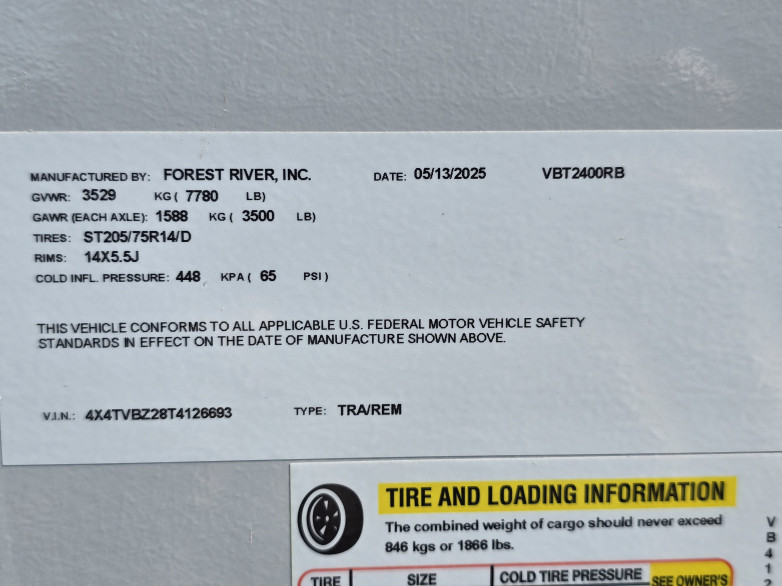 MANUFACTURED BY: FOREST RIVER, INC. DATE: 05/13/2025 VBT2400RB
GVWR: 3529 KG ( 7780 LB)
GAWR (EACH AXLE): 1588 KG ( 3500 LB)
TIRES: ST205/75R14/D
RIMS: 14X5.5J
COLD INFL. PRESSURE: 448 KPA ( 65 PSI )
THIS VEHICLE CONFORMS TO ALL APPLICABLE U.S. FEDERAL MOTOR VEHICLE SAFETY
STANDARDS IN EFFECT ON THE DATE OF MANUFACTURE SHOWN ABOVE.
V.I.N.: 4X4TVBZ28T4126693 TYPE: TRA/REM
TIRE AND LOADING INFORMATION
The combined weight of cargo should never exceed
846 kgs or 1866 lbs.
TIRE SIZE COLD TIRE PRESSURE SEE OWNER'S
V
B
4
1